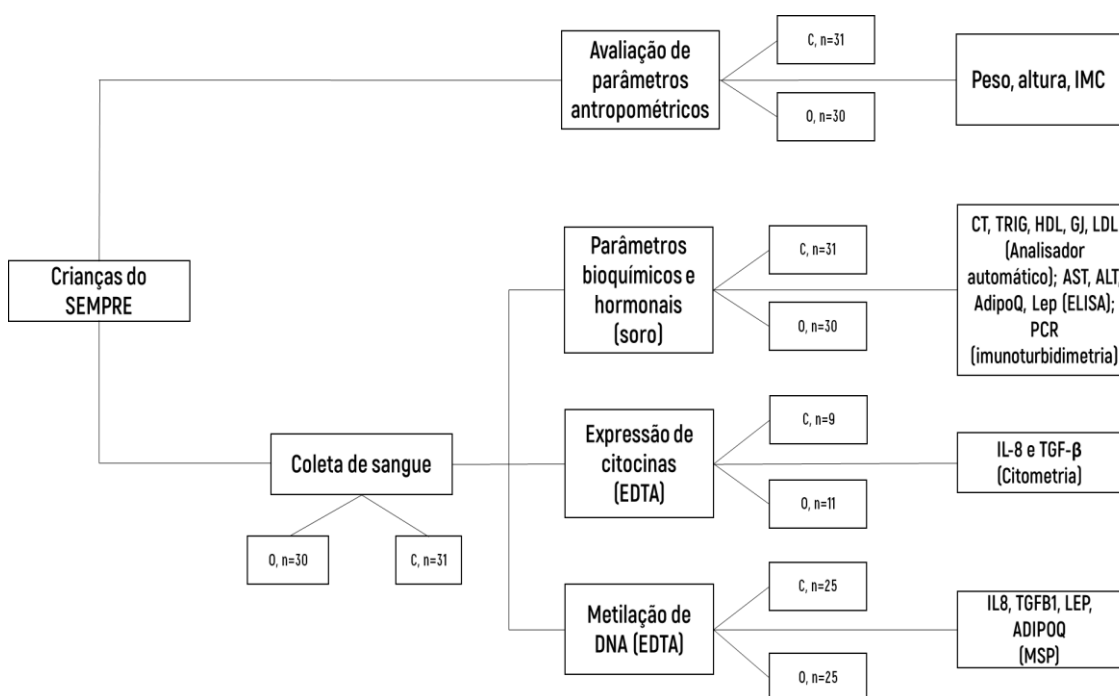 Crianças do
SEMPRE
Avaliação de
parâmetros
antropométricos
C, n=31
O, n=30
Peso, altura, IMC
Coleta de sangue
O, n=30
C, n=31
Parâmetros
bioquímicos e
hormonais
(soro)
C, n=31
O, n=30
CT, TRIG, HDL, GJ, LDL
(Analisador
automático); AST, ALT,
AdipoQ, Lep (ELISA);
PCR
(imunoturbidimetria)
Expressão de
citocinas
(EDTA)
C, n=9
O, n=11
IL-8 e TGF-β
(Citometria)
Metilação de
DNA (EDTA)
C, n=25
O, n=25
IL8, TGFB1, LEP,
ADIPOQ
(MSP)